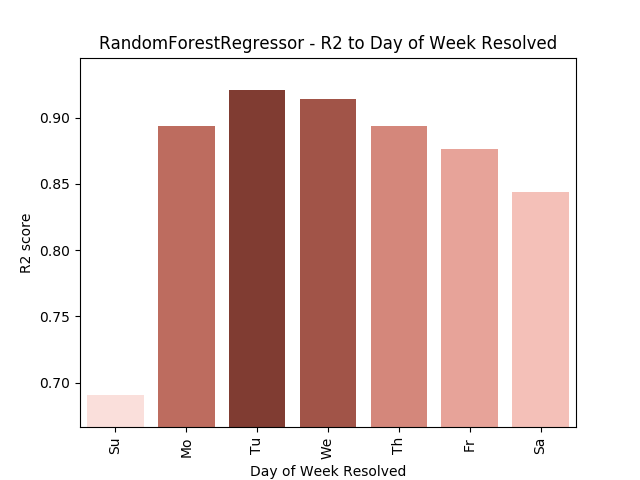 RandomForestRegressor - R2 to Day of Week Resolved
0.90
0.85
0.80
0.75
0.70
R2 score
Su
Mo
Tu
We
Th
Fr
Sa
Day of Week Resolved